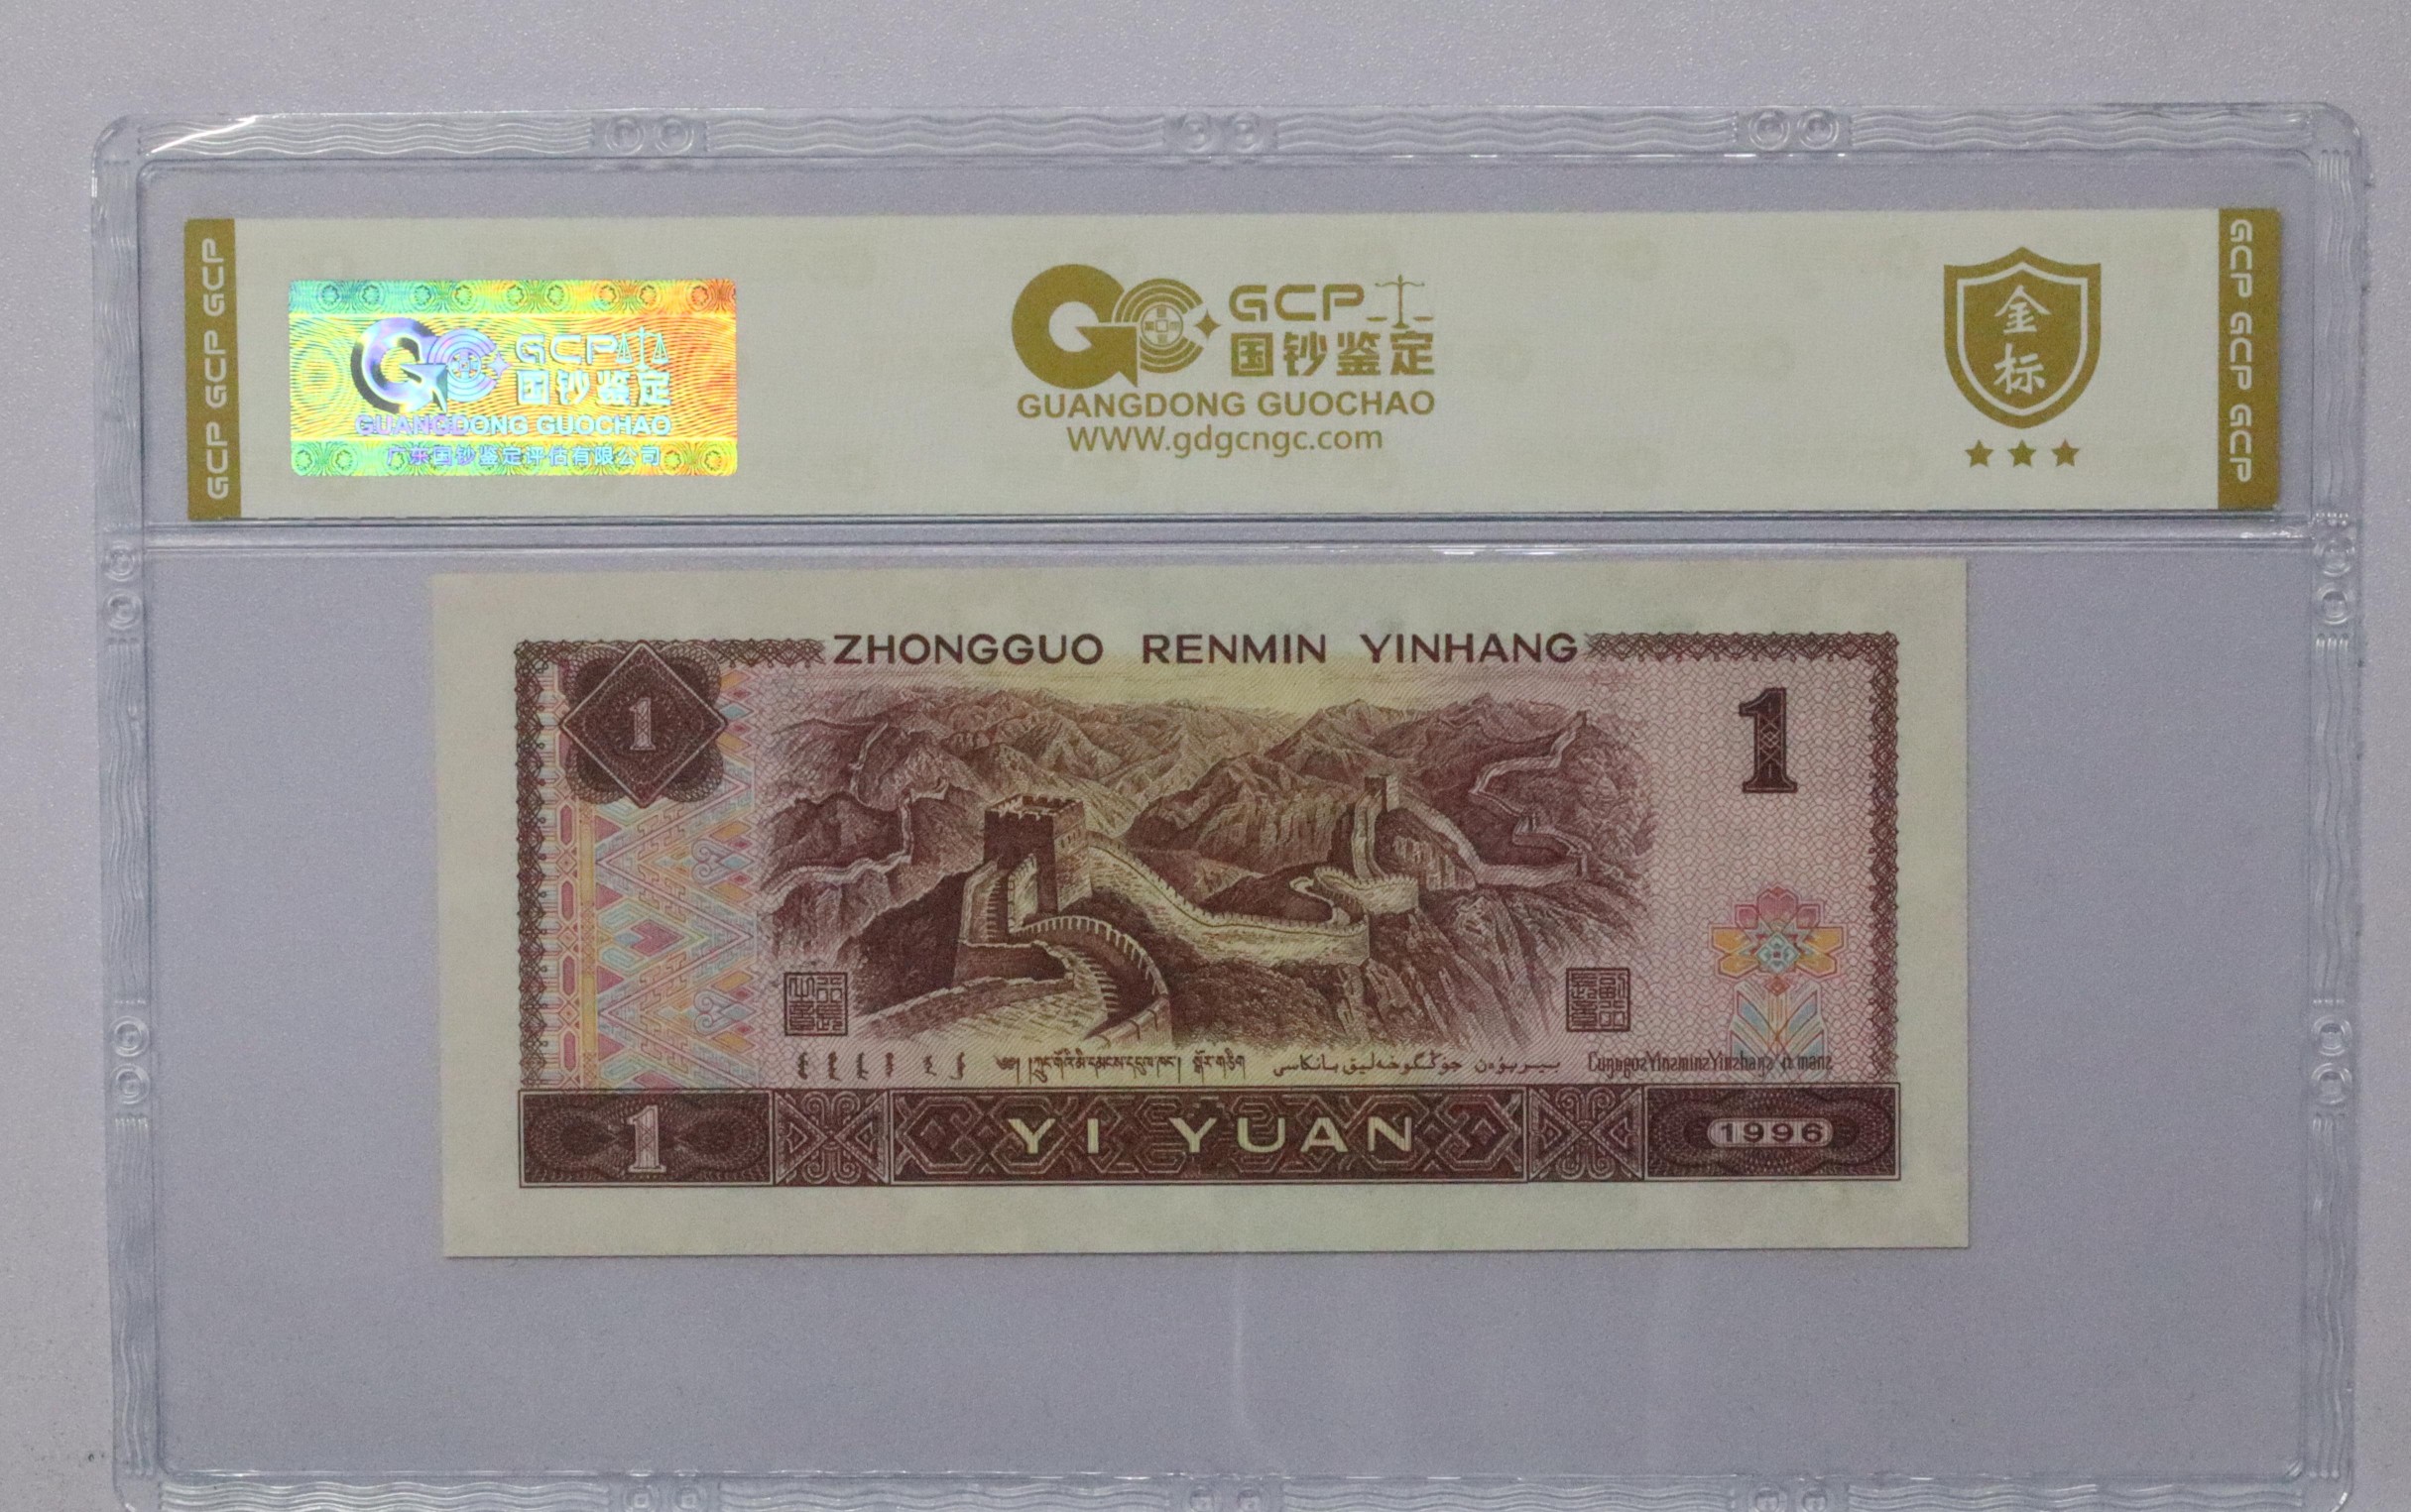 GCP GCP GCP
GCP
国钞鉴定
GUANGDONG GUOCHAO
广东国钞鉴定评估有限公司
GCP
国钞鉴定
GUANGDONG GUOCHAO
WWW.gdgcngc.com
金
标
GCP GCP GCP
ZHONGGUO RENMIN YINHANG
1
1
1
YI YUAN
1996